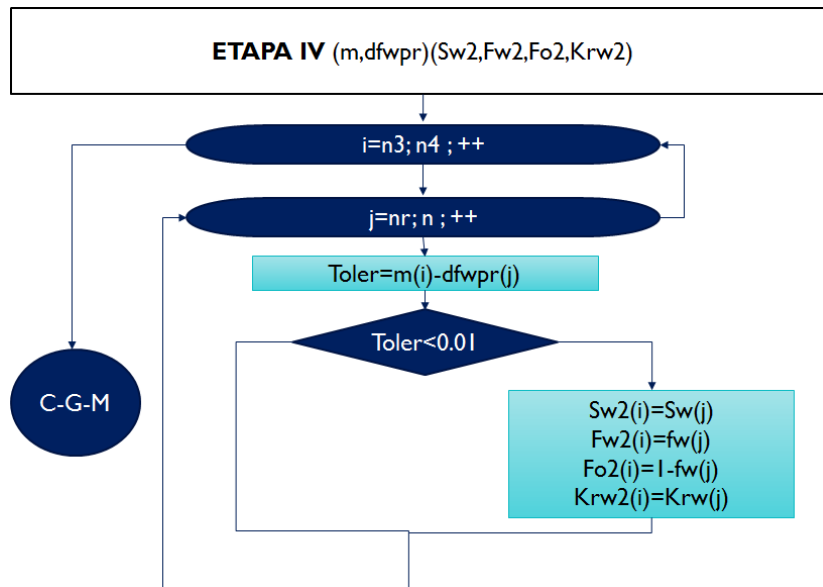 ETAPA IV (m,dfwpr)(Sw2,Fw2,Fo2,Krw2)
i=n3; n4 ; ++
j=nr; n ; ++
Toler=m(i)-dfwpr(j)
Toler<0.01
C-G-M
Sw2(i)=Sw(j)
Fw2(i)=fw(j)
Fo2(i)=1-fw(j)
Krw2(i)=Krw(j)